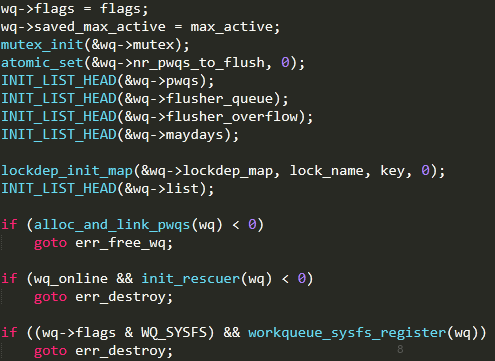 wq->flags = flags;
wq->saved_max_active = max_active;
mutex_init(&wq->mutex);
atomic_set(&wq->nr_pwqs_to_flush, 0);
INIT_LIST_HEAD(&wq->pwqs);
INIT_LIST_HEAD(&wq->flusher_queue);
INIT_LIST_HEAD(&wq->flusher_overflow);
INIT_LIST_HEAD(&wq->maydays);

lockdep_init_map(&wq->lockdep_map, lock_name, key, 0);
INIT_LIST_HEAD(&wq->list);

if (alloc_and_link_pwqs(wq) < 0)
    goto err_free_wq;

if (wq_online && init_rescuer(wq) < 0)
    goto err_destroy;

if ((wq->flags & WQ_SYSFS) && workqueue_sysfs_register(wq))
    goto err_destroy;
8